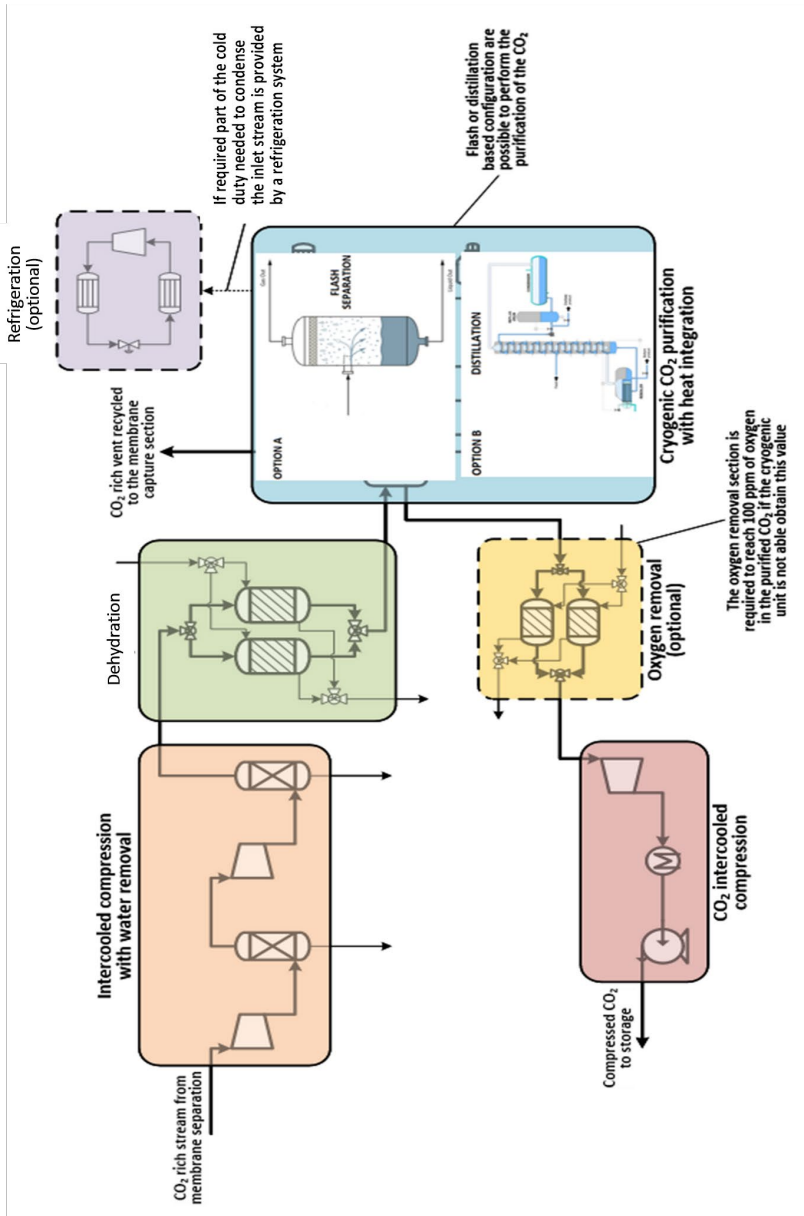 CO₂ rich stream from
membrane separation
Intercooled compression
with water removal
Dehydration
CO₂ rich vent recycled
to the membrane
capture section
Refrigeration
(optional)
If required part of the cold
duty needed to condense
the inlet stream is provided
by a refrigeration system
OPTION A
FLASH
SEPARATION
Gas Out
Liquid Out
OPTION B
DISTILLATION
Flash or distillation
based configuration are
possible to perform the
purification of the CO₂
Cryogenic CO₂ purification
with heat integration
Oxygen removal
(optional)
The oxygen removal section is
required to reach 100 ppm of oxygen
in the purified CO₂ if the cryogenic
unit is not able obtain this value
M
CO₂ intercooled
compression
Compressed CO₂
to storage